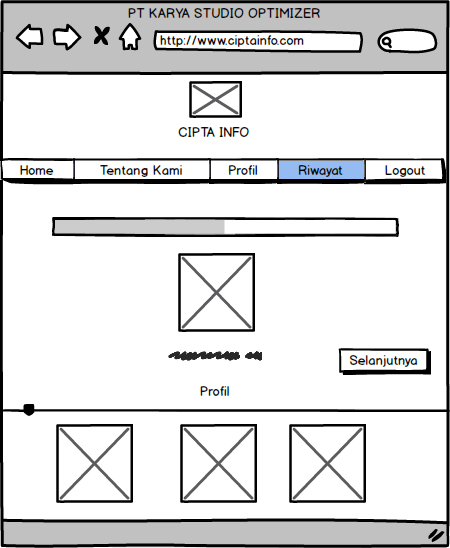 PT KARYA STUDIO OPTIMIZER
http://www.ciptainfo.com
CIPTA INFO
Home Tentang Kami Profil Riwayat Logout
Selanjutnya
Profil